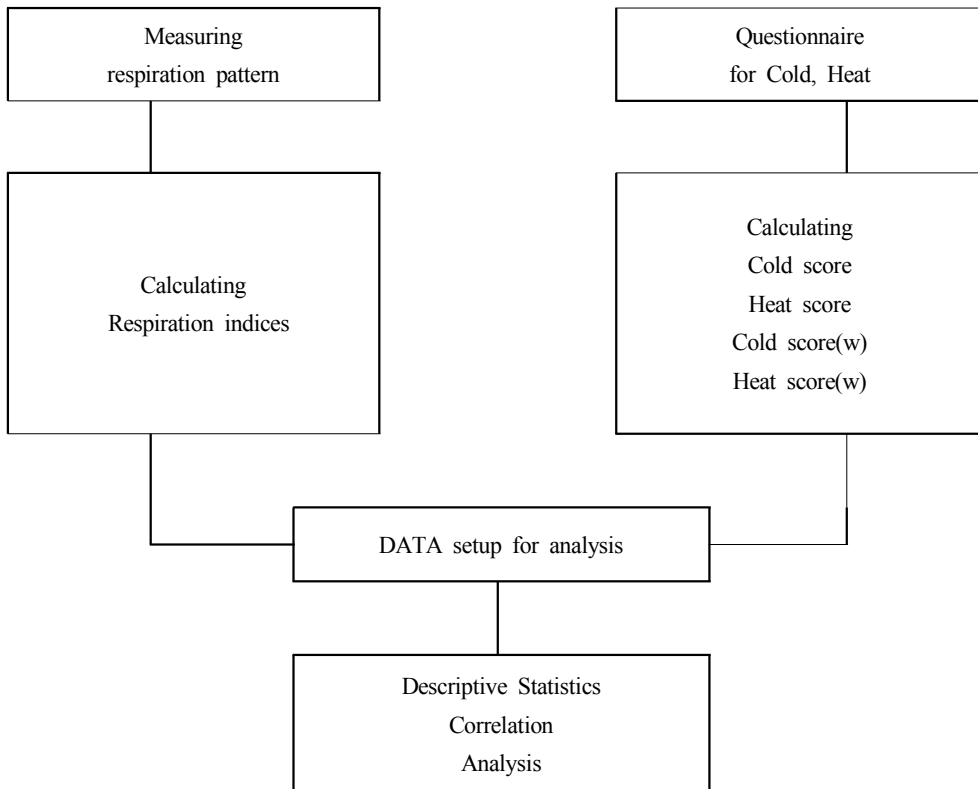 Measuring
respiration pattern
Questionnaire
for Cold, Heat
Calculating
Respiration indices
Calculating
Cold score
Heat score
Cold score(w)
Heat score(w)
DATA setup for analysis
Descriptive Statistics
Correlation
Analysis